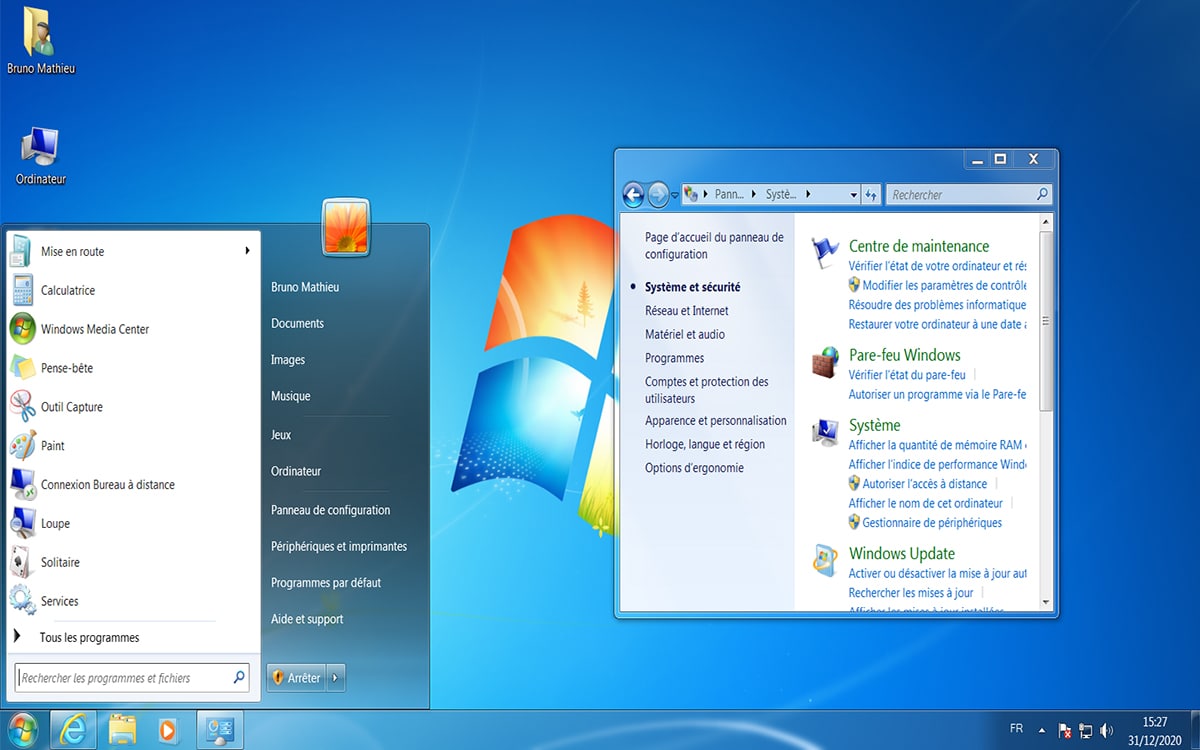 Bruno Mathieu
Ordinateur
Mise en route
Calculatrice
Windows Media Center
Pense-bête
Outil Capture
Paint
Connexion Bureau à distance
Loupe
Solitaire
Services
Tous les programmes
Rechercher les programmes et fichiers
Bruno Mathieu
Documents
Images
Musique
Jeux
Ordinateur
Panneau de configuration
Périphériques et imprimantes
Programmes par défaut
Aide et support
Arrêter
Pann... Systè...
Rechercher
Page d'accueil du panneau de
configuration
Système et sécurité
Réseau et Internet
Matériel et audio
Programmes
Comptes et protection des
utilisateurs
Apparence et personnalisation
Horloge, langue et région
Options d'ergonomie
Centre de maintenance
Vérifier l'état de votre ordinateur et rés
Modifier les paramètres de contrôle
Résoudre des problèmes informatique
Restaurer votre ordinateur à une date a
Pare-feu Windows
Vérifier l'état du pare-feu
Autoriser un programme via le Pare-fe
Système
Afficher la quantité de mémoire RAM
Afficher l'indice de performance Wind
Autoriser l'accès à distance
Afficher le nom de cet ordinateur
Gestionnaire de périphériques
Windows Update
Activer ou désactiver la mise à jour aut
Rechercher les mises à jour
Afficher les mises à jour installées
FR
15:27
31/12/2020